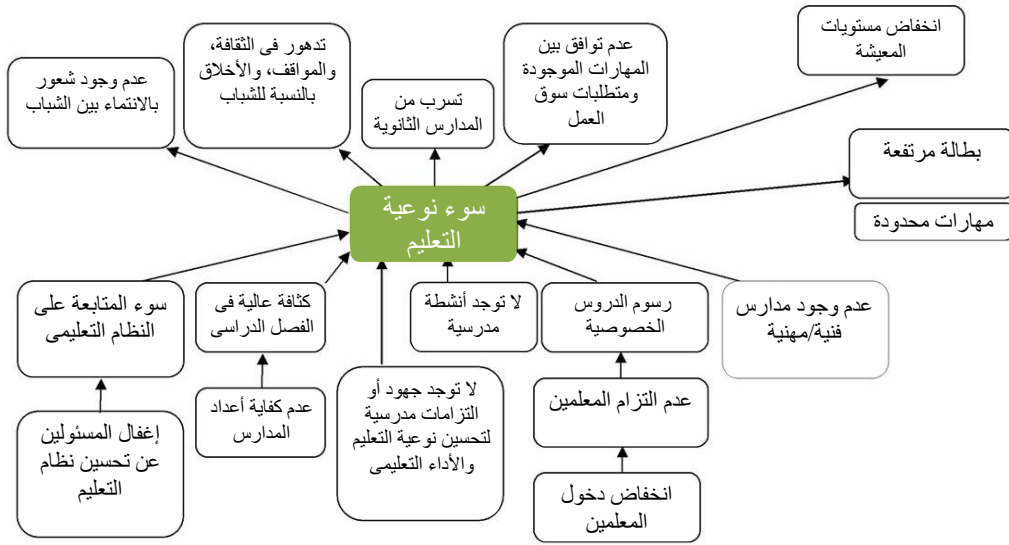 انخفاض مستويات
المعيشة
عدم توافق بين
المهارات الموجودة
ومتطلبات سوق
العمل
تسرب من
المدارس الثانوية
تدهور فى الثقافة،
والمواقف، والأخلاق
بالنسبة للشباب
عدم وجود شعور
بالانتماء بين الشباب
بطالة مرتفعة
مهارات محدودة
سوء نوعية
التعليم
عدم وجود مدارس
فنية/مهنية
رسوم الدروس
الخصوصية
لا توجد أنشطة
مدرسية
كثافة عالية فى
الفصل الدراسى
سوء المتابعة على
النظام التعليمى
عدم التزام المعلمين
لا توجد جهود أو
التزامات مدرسية
لتحسين نوعية التعليم
والأداء التعليمى
عدم كفاية أعداد
المدارس
إغفال المسئولين
عن تحسين نظام
التعليم
انخفاض دخول
المعلمين